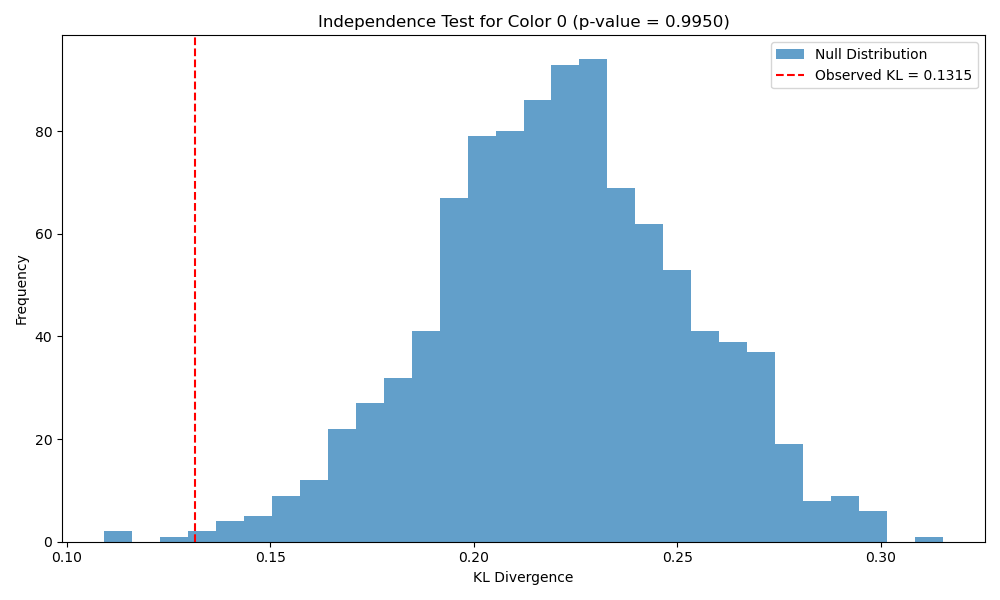 Independence Test for Color 0 (p-value = 0.9950)
Null Distribution
Observed KL = 0.1315
Frequency
80
60
40
20
0
0.10 0.15 0.20 0.25 0.30
KL Divergence